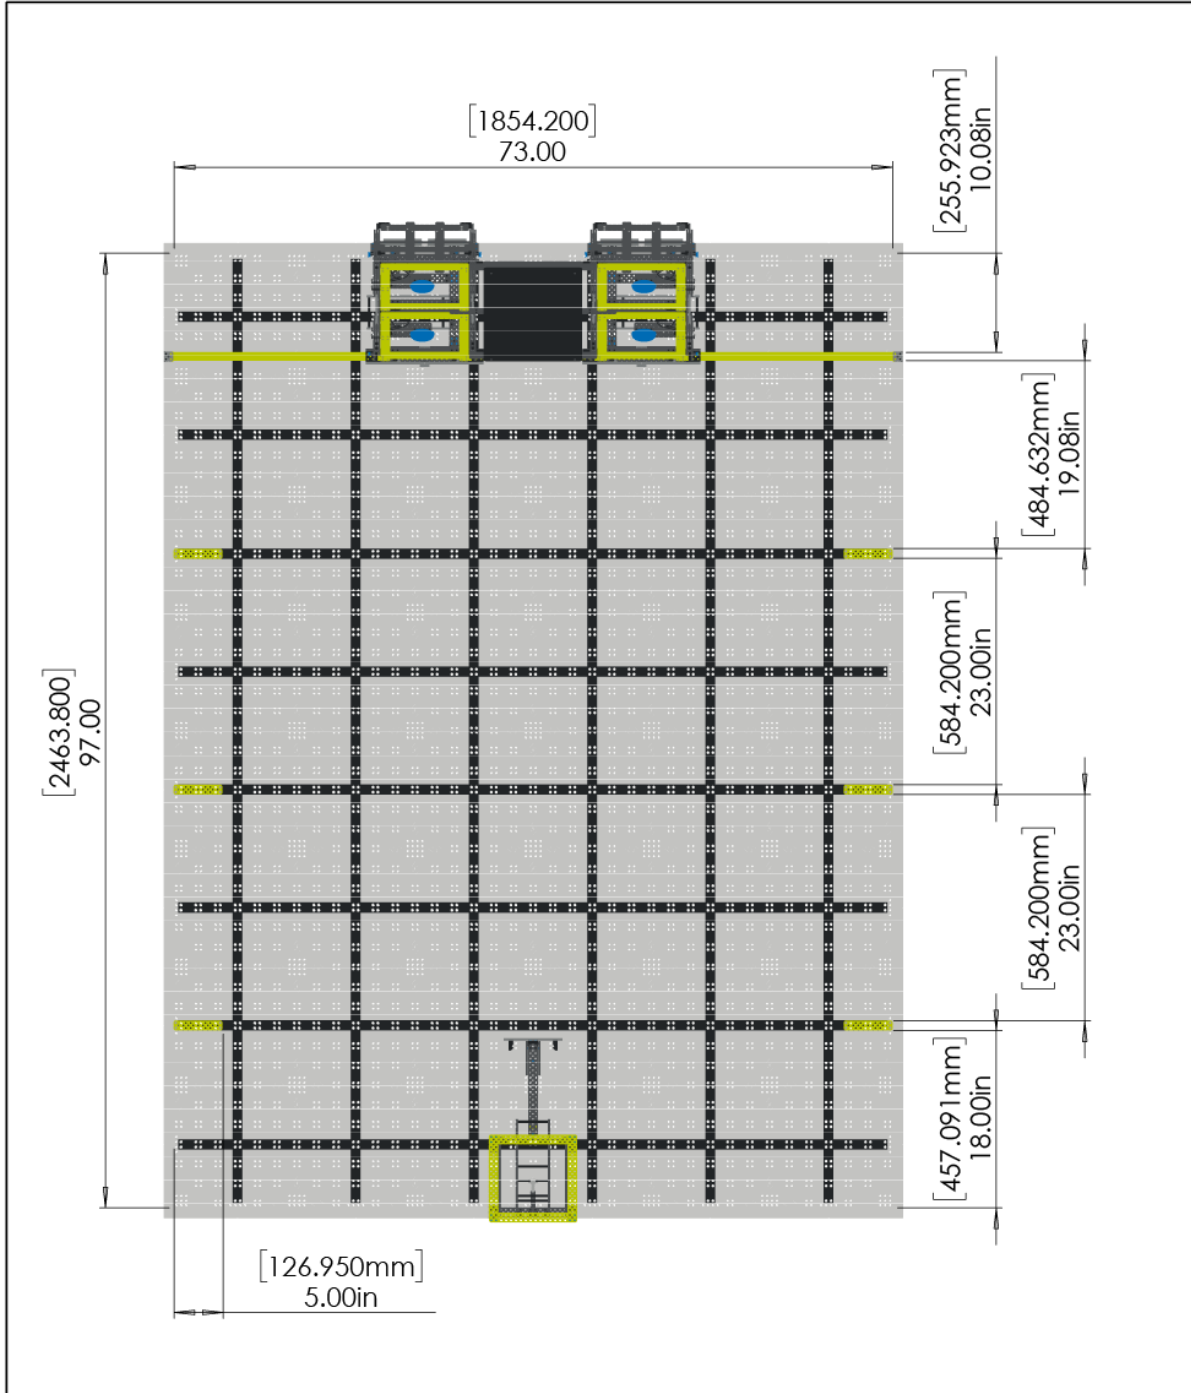 [1854.200]
73.00
[255.923mm]
10.08in
[484.632mm]
19.08in
[584.200mm]
23.00in
[2463.800]
97.00
[584.200mm]
23.00in
[457.091mm]
18.00in
[126.950mm]
5.00in